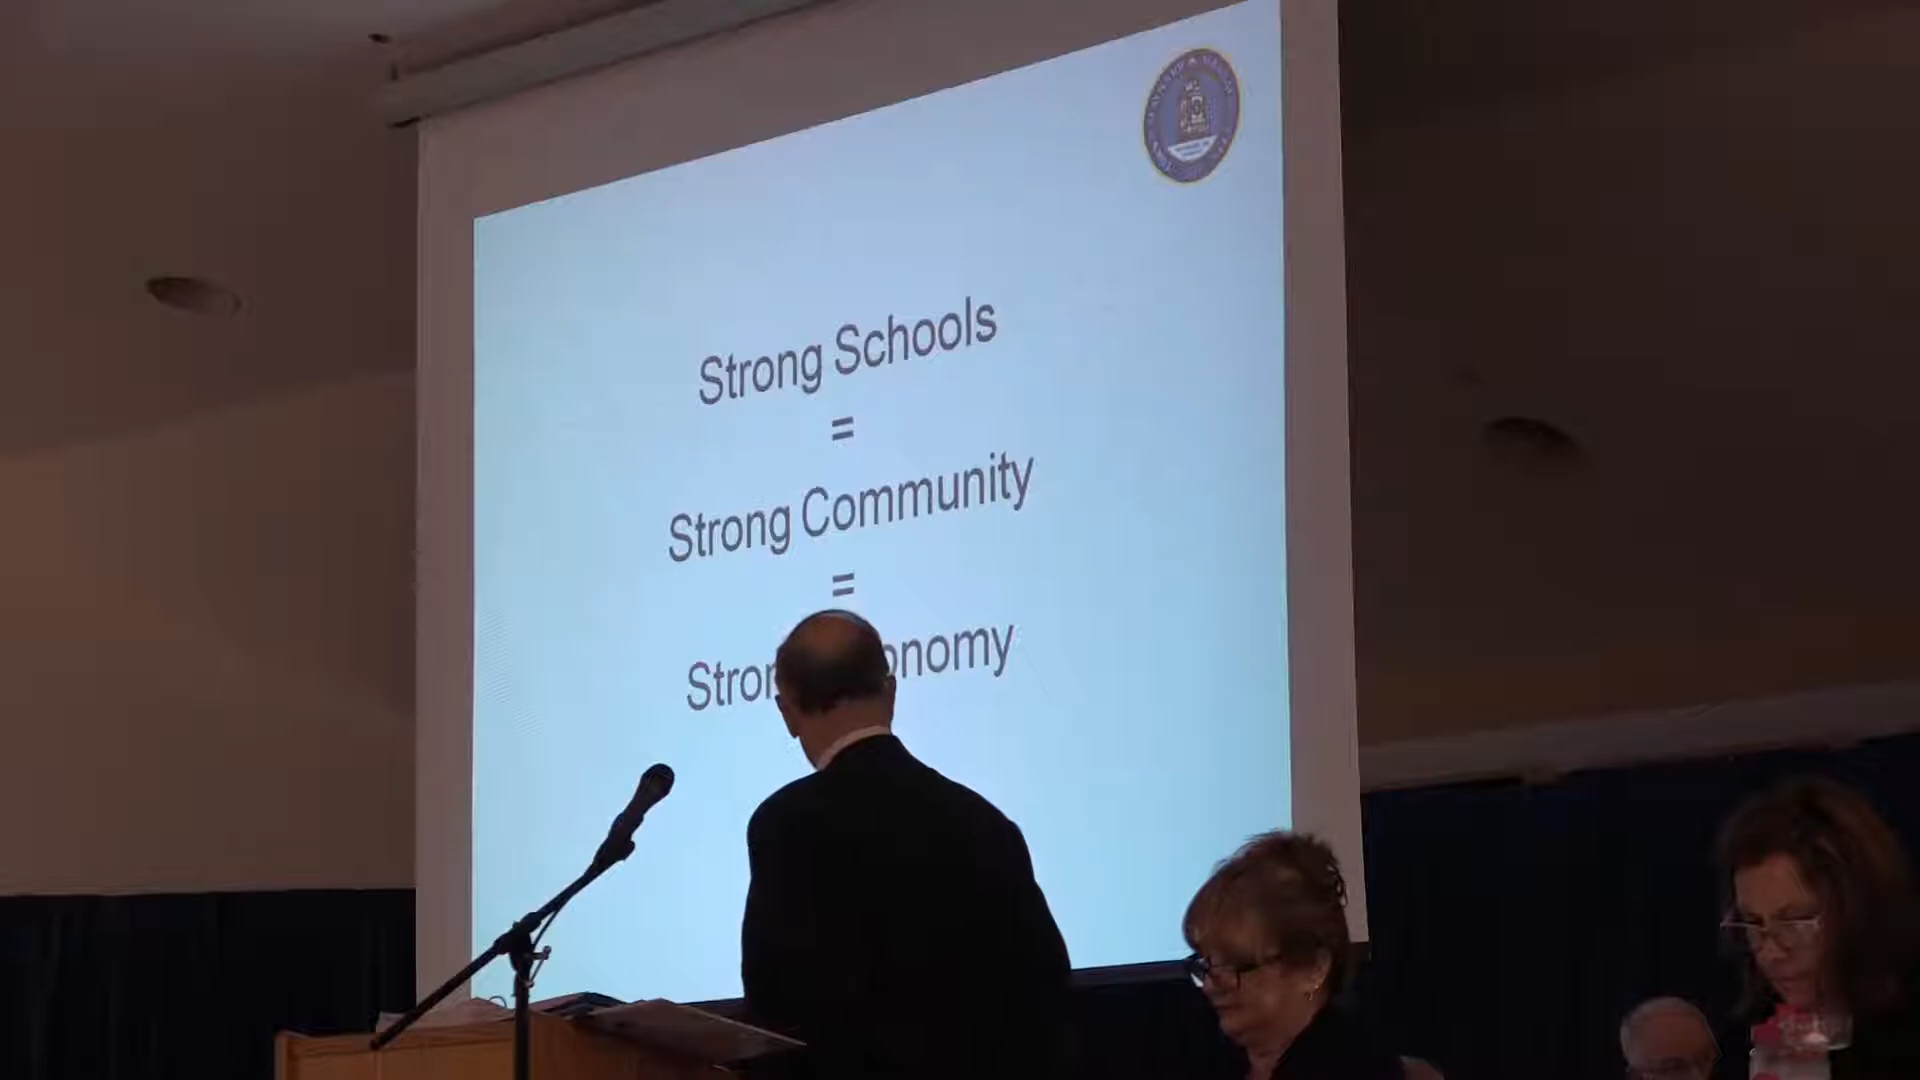 Strong Schools
=
Strong Community
=